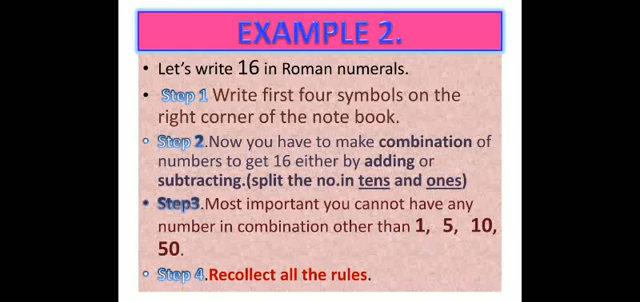 EXAMPLE 2.
• Let's write 16 in Roman numerals.
• Step 1 Write first four symbols on the
right corner of the note book.
• Step 2.Now you have to make combination of
numbers to get 16 either by adding or
subtracting.(split the no.in tens and ones)
• Step3.Most important you cannot have any
number in combination other than 1, 5, 10,
50.
• Step 4.Recollect all the rules.